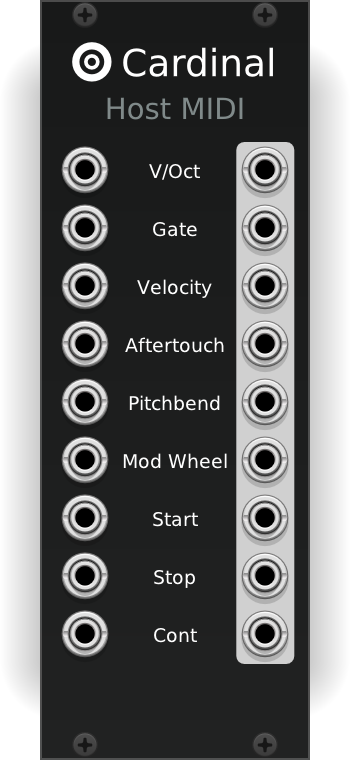 Cardinal
Host MIDI
V/Oct
Gate
Velocity
Aftertouch
Pitchbend
Mod Wheel
Start
Stop
Cont